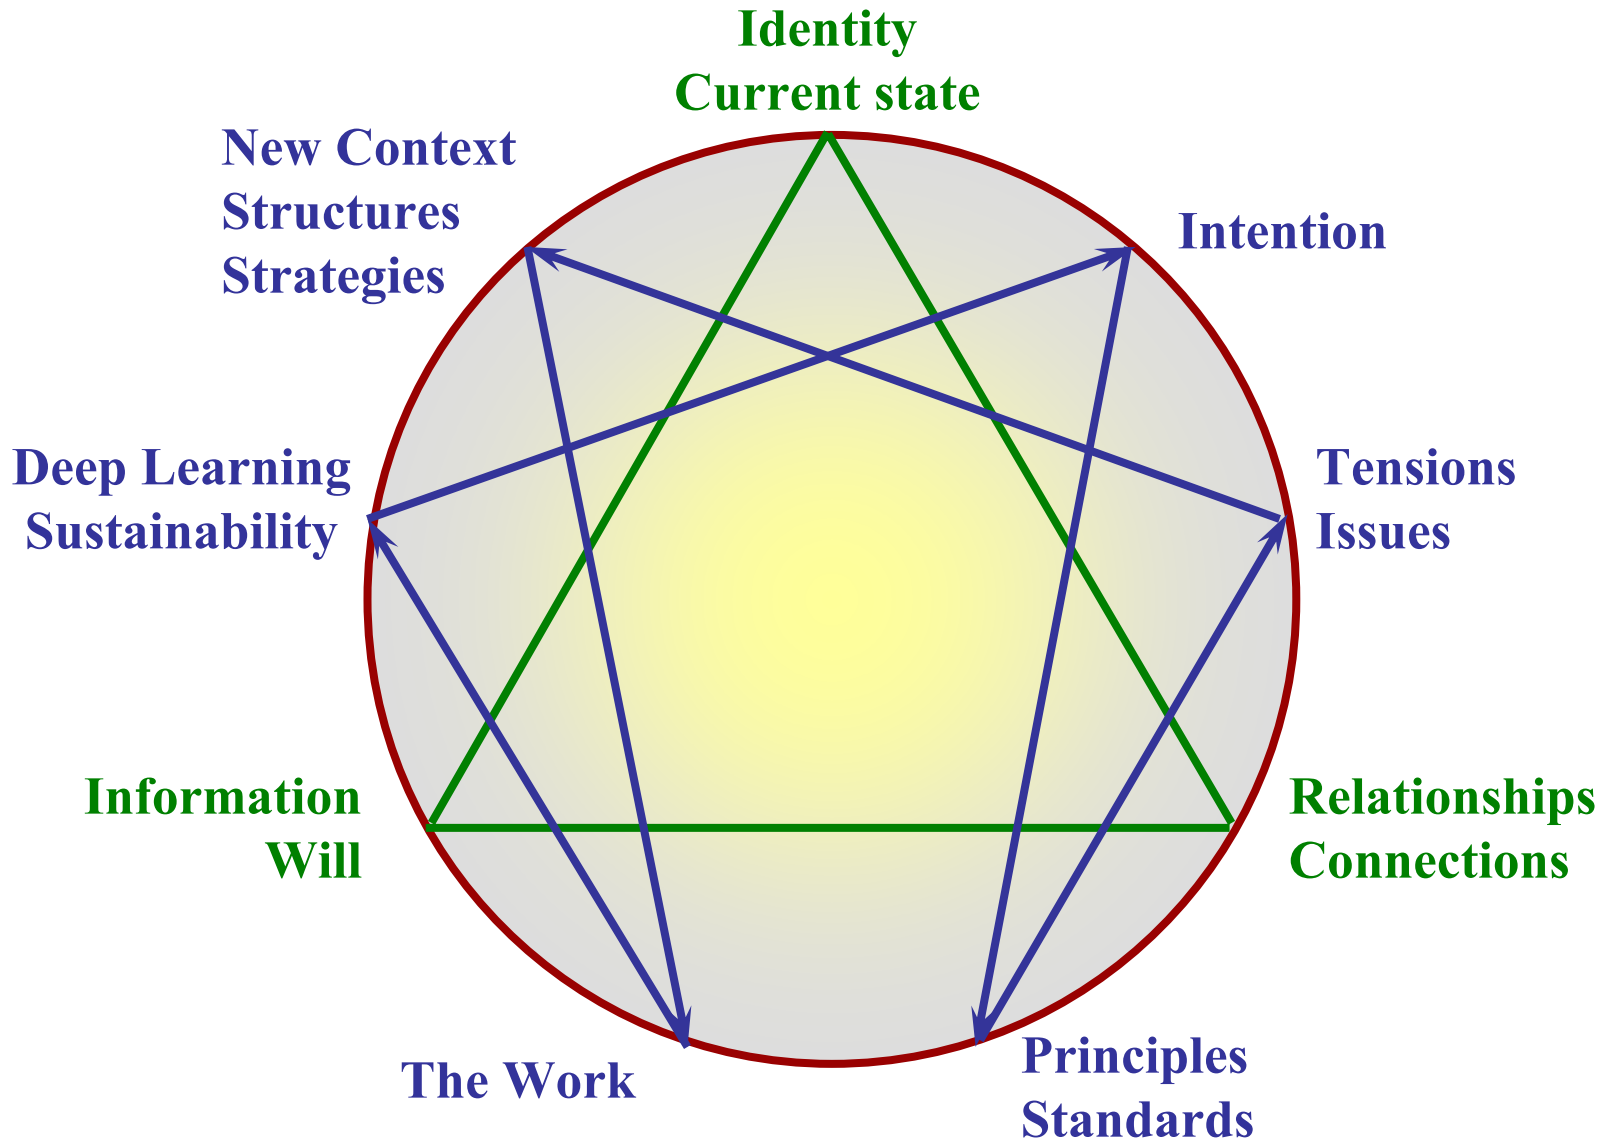 Identity
Current state
New Context
Structures
Strategies
Intention
Deep Learning
Sustainability
Tensions
Issues
Information
Will
Relationships
Connections
The Work
Principles
Standards